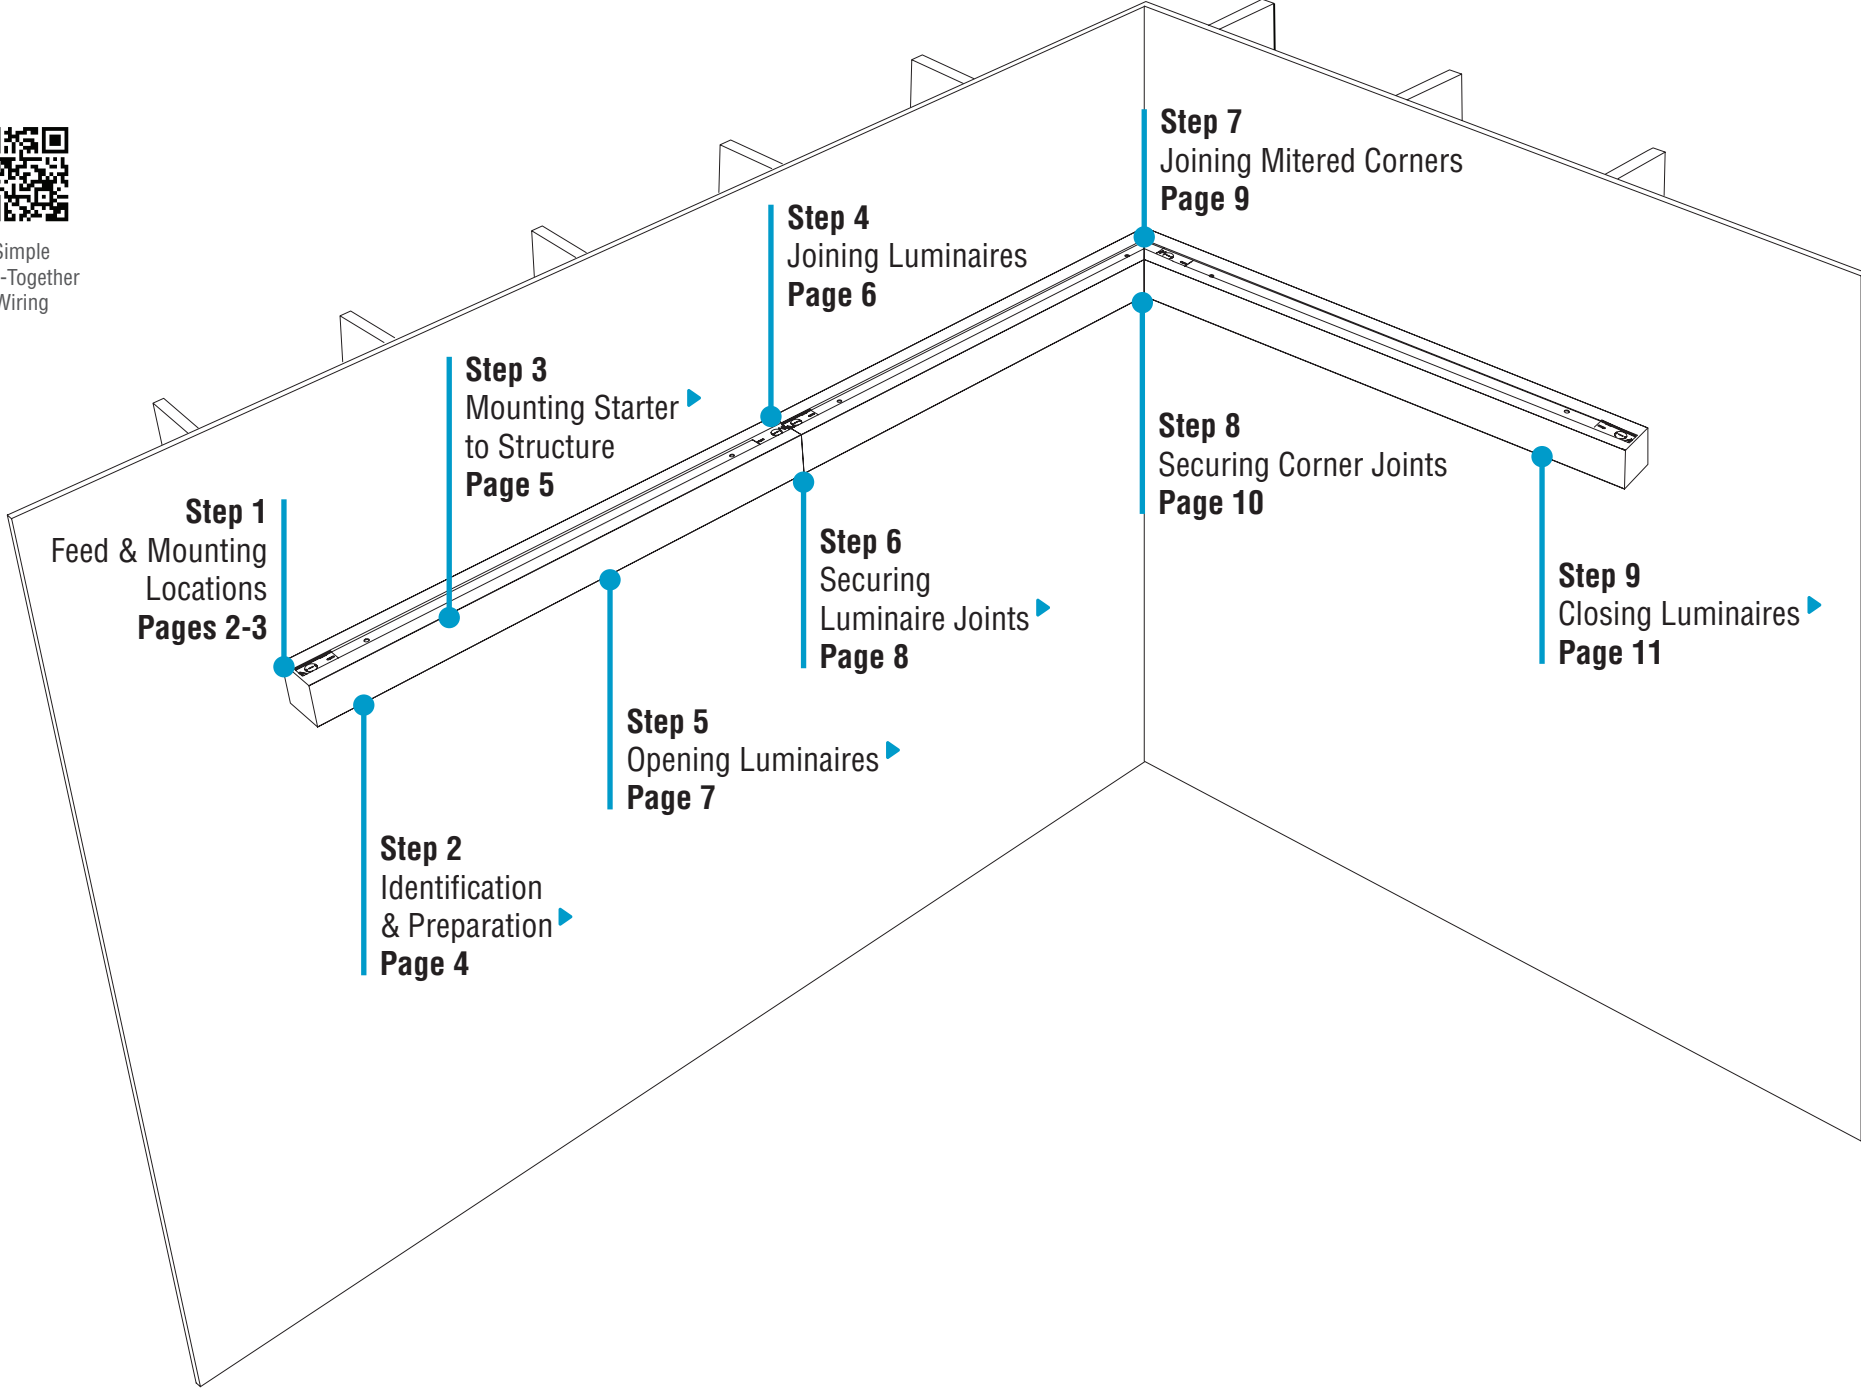 Simple
-Together
Wiring
Step 1
Feed & Mounting
Locations
Pages 2-3
Step 2
Identification
& Preparation
Page 4
Step 3
Mounting Starter
to Structure
Page 5
Step 4
Joining Luminaires
Page 6
Step 5
Opening Luminaires
Page 7
Step 6
Securing
Luminaire Joints
Page 8
Step 7
Joining Mitered Corners
Page 9
Step 8
Securing Corner Joints
Page 10
Step 9
Closing Luminaires
Page 11